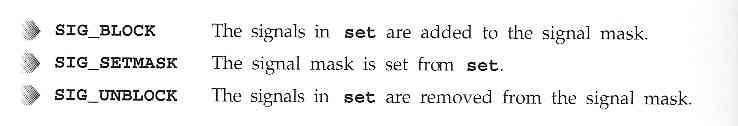 SIG_BLOCK The signals in set are added to the signal mask.
SIG_SETMASK The signal mask is set from set.
SIG_UNBLOCK The signals in set are removed from the signal mask.